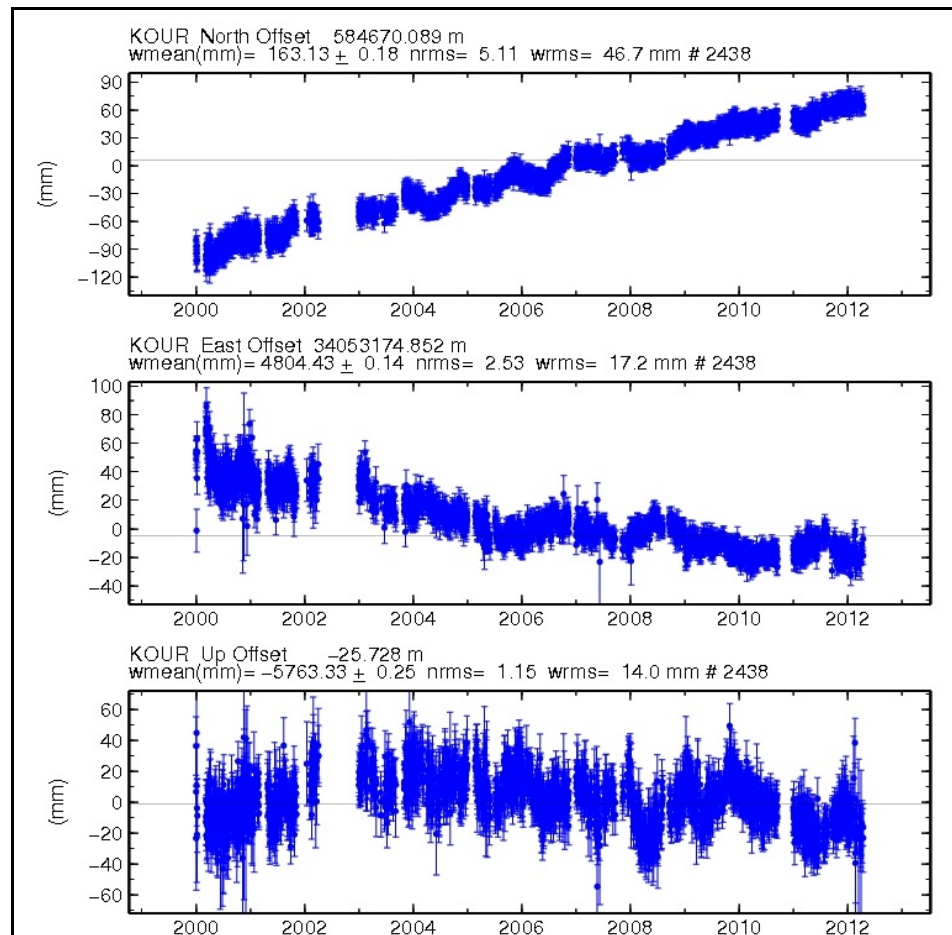 KOUR North Offset 584670.089 m
wmean(mm)= 163.13 ± 0.18 nrms= 5.11 wrms= 46.7 mm # 2438
90
60
30
0
−30
−60
−90
−120
(mm)
2000 2002 2004 2006 2008 2010 2012
KOUR East Offset 34053174.852 m
wmean(mm)= 4804.43 ± 0.14 nrms= 2.53 wrms= 17.2 mm # 2438
100
80
60
40
20
0
−20
−40
(mm)
2000 2002 2004 2006 2008 2010 2012
KOUR Up Offset −25.728 m
wmean(mm)= −5763.33 ± 0.25 nrms= 1.15 wrms= 14.0 mm # 2438
60
40
20
0
−20
−40
−60
(mm)
2000 2002 2004 2006 2008 2010 2012